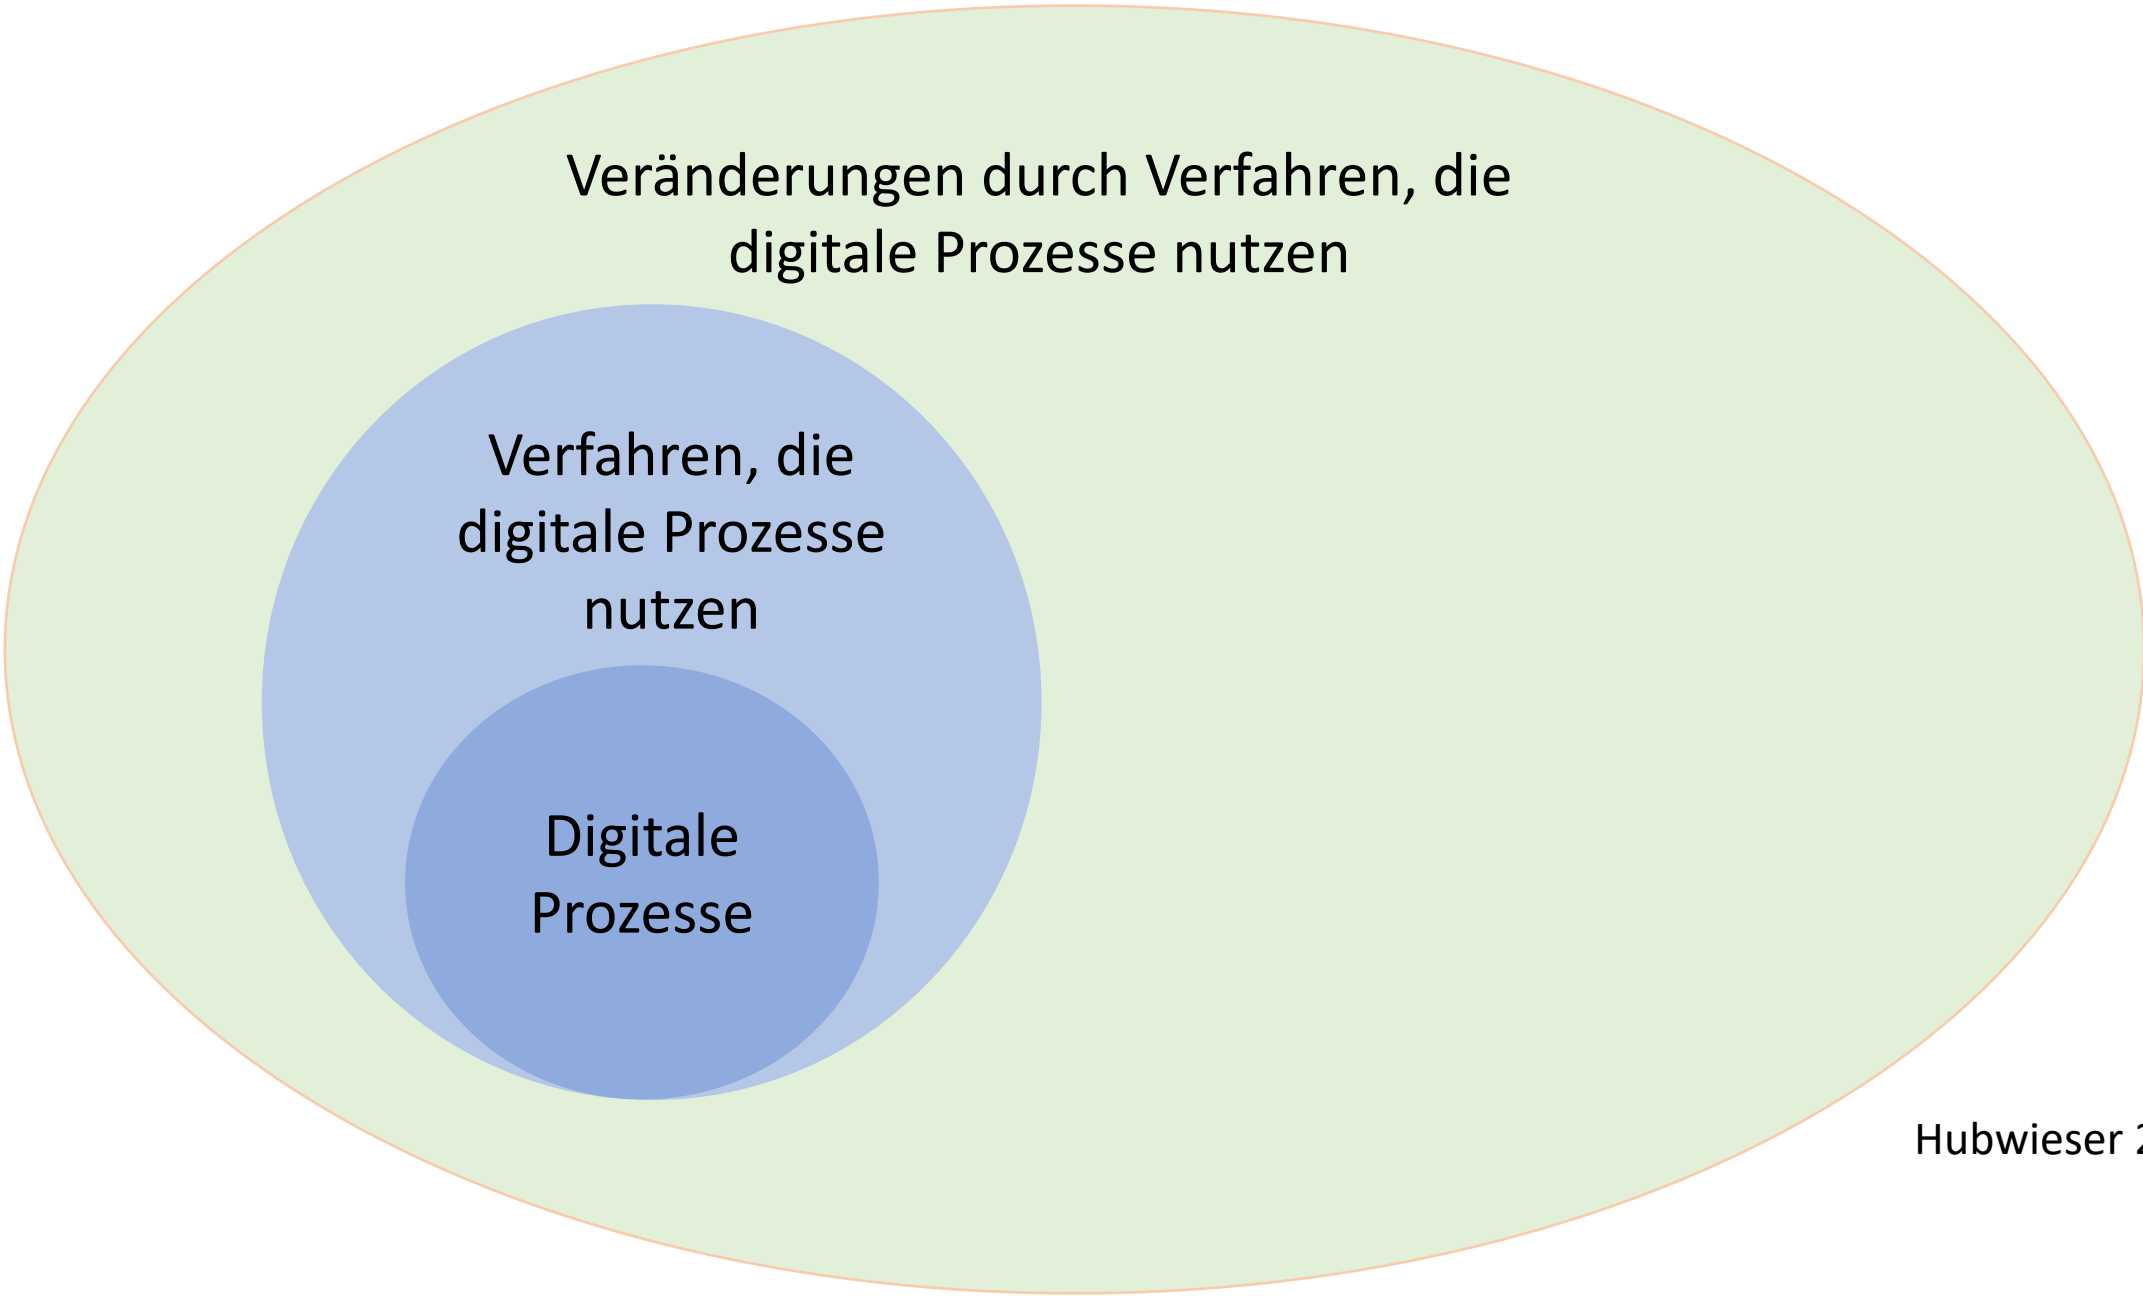 Veränderungen durch Verfahren, die
digitale Prozesse nutzen
Verfahren, die
digitale Prozesse
nutzen
Digitale
Prozesse
Hubwieser